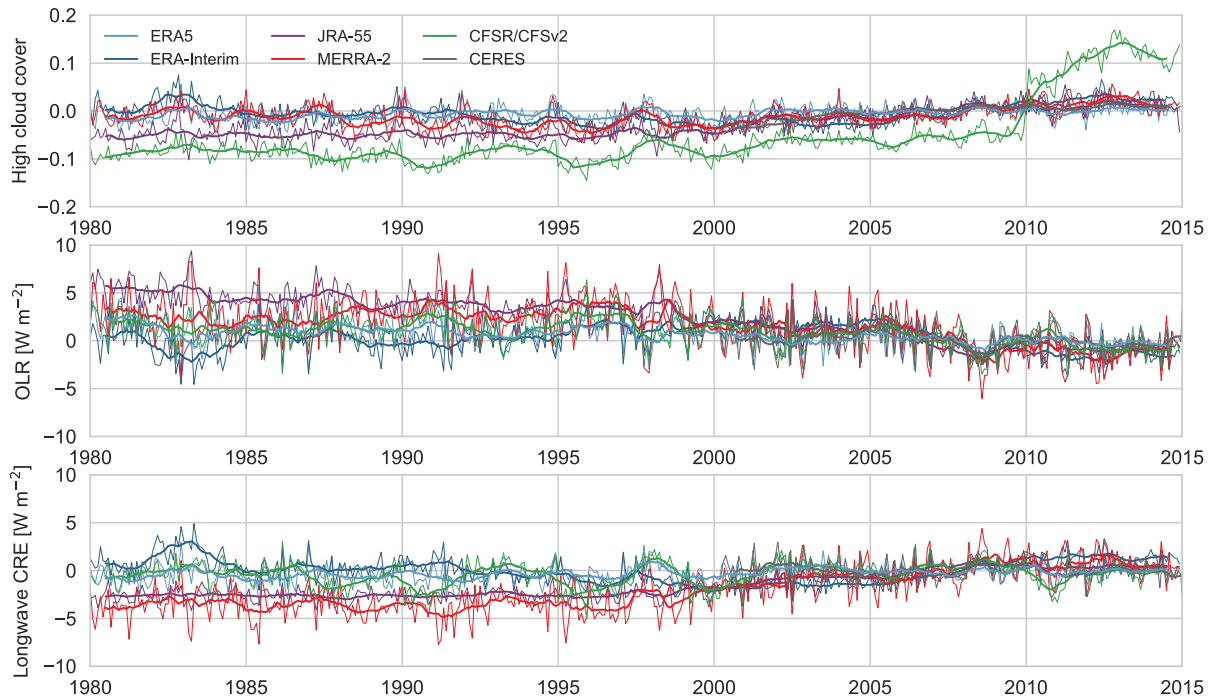 0.2
0.1
0.0
−0.1
−0.2
High cloud cover
ERA5
ERA-Interim
JRA-55
MERRA-2
CFSR/CFSv2
CERES
1980 1985 1990 1995 2000 2005 2010 2015
10
5
0
−5
−10
OLR [W m⁻²]
1980 1985 1990 1995 2000 2005 2010 2015
10
5
0
−5
−10
Longwave CRE [W m⁻²]
1980 1985 1990 1995 2000 2005 2010 2015